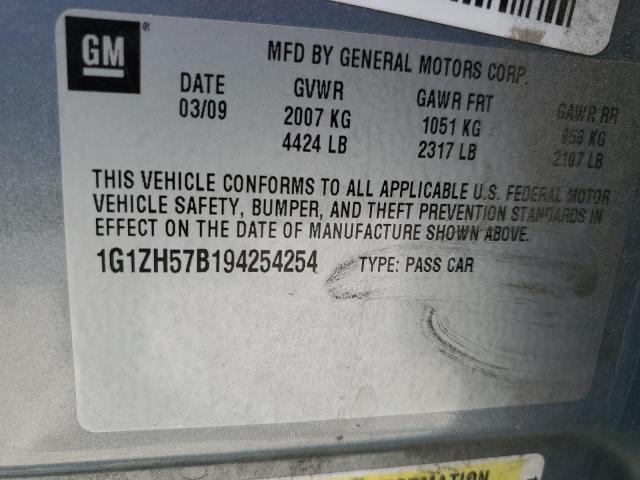 GM
®
MFD BY GENERAL MOTORS CORP.
DATE GVWR GAWR FRT GAWR RR
03/09 2007 KG 1051 KG 956 KG
4424 LB 2317 LB 2107 LB
THIS VEHICLE CONFORMS TO ALL APPLICABLE U.S. FEDERAL MOTOR
VEHICLE SAFETY, BUMPER, AND THEFT PREVENTION STANDARDS IN
EFFECT ON THE DATE OF MANUFACTURE SHOWN ABOVE.
1G1ZH57B194254254 TYPE: PASS CAR
INFORMATION